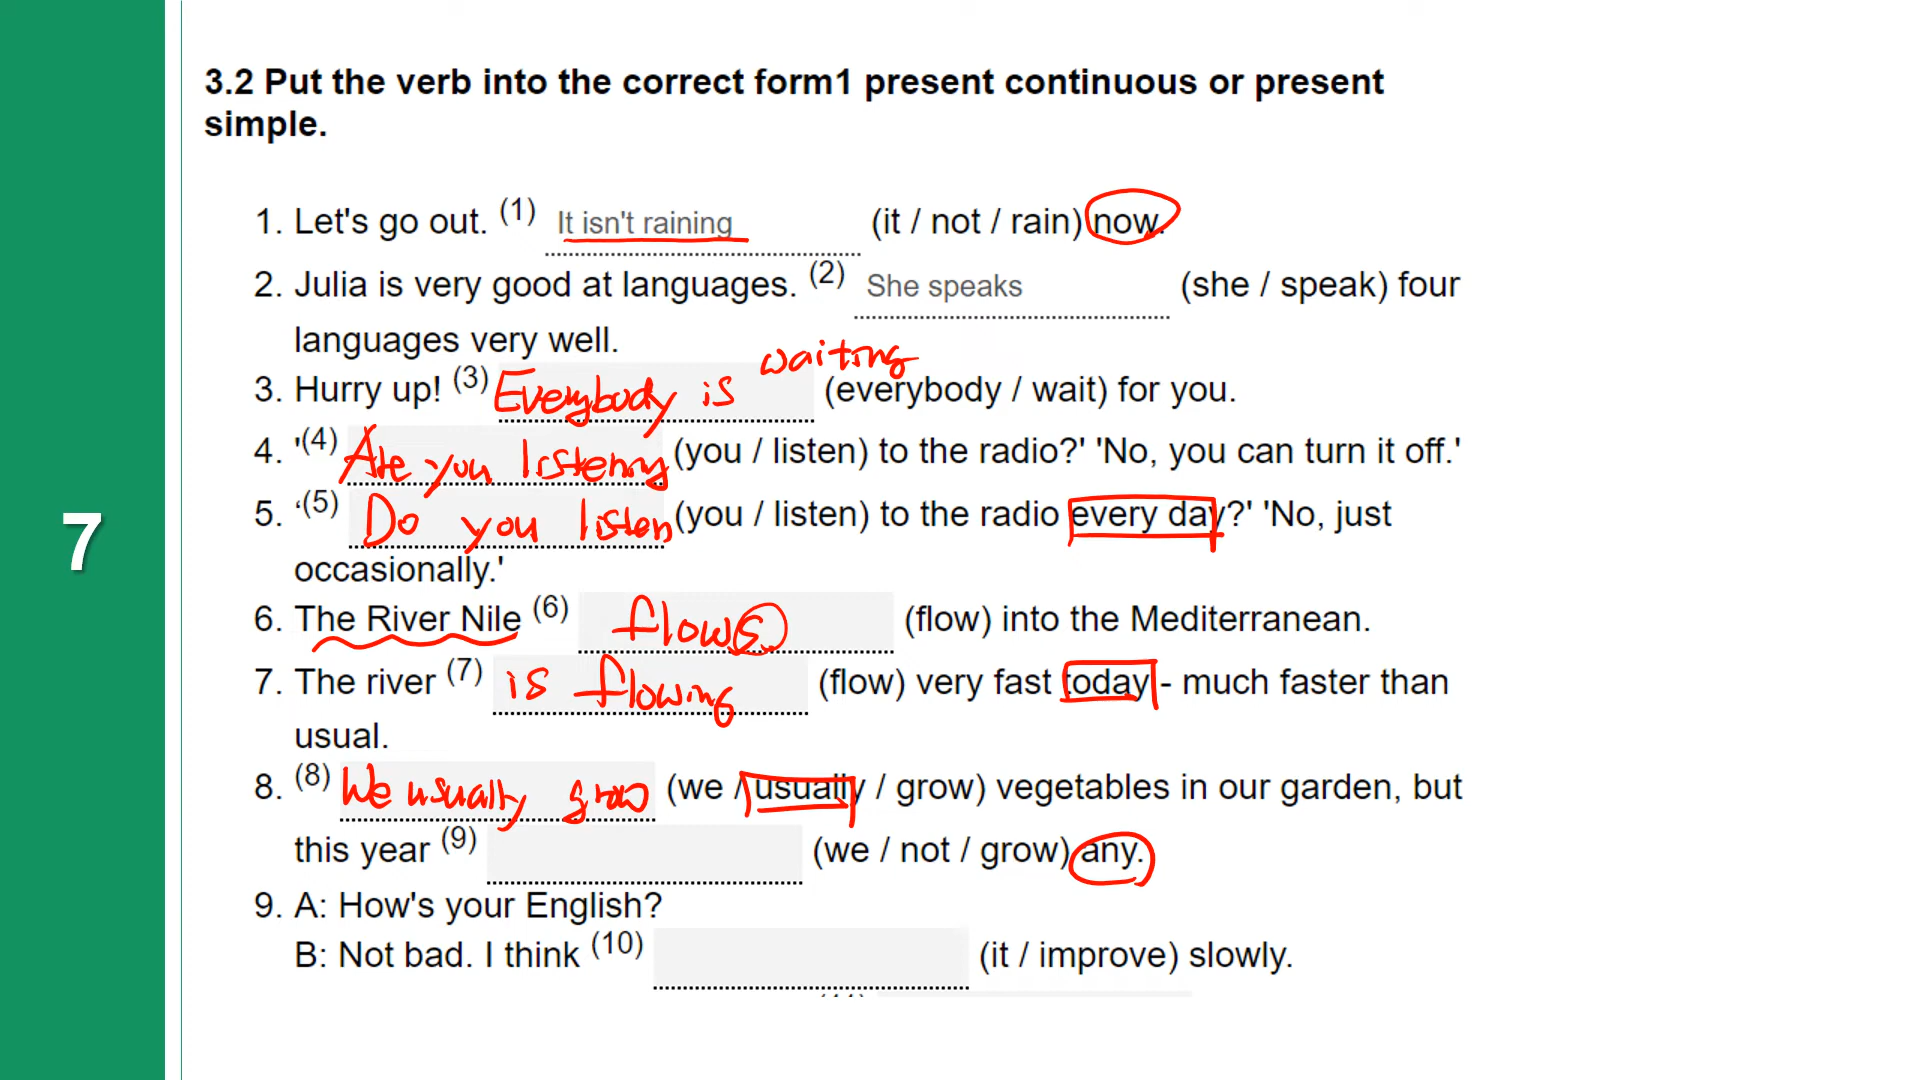 3.2 Put the verb into the correct form1 present continuous or present
simple.
1. Let's go out. (1) It isn't raining (it / not / rain) now.
2. Julia is very good at languages. (2) She speaks (she / speak) four
languages very well.
waiting
3. Hurry up! (3) Everybody is (everybody / wait) for you.
4. '(4) Are you listening (you / listen) to the radio?' 'No, you can turn it off.'
5. ‘(5) Do you listen (you / listen) to the radio every day?' 'No, just
occasionally.'
6. The River Nile (6) flows (flow) into the Mediterranean.
7. The river (7) is flowing (flow) very fast today - much faster than
usual.
8. (8) We usually grow (we / usually / grow) vegetables in our garden, but
this year (9) (we / not / grow) any.
9. A: How's your English?
B: Not bad. I think (10) (it / improve) slowly.
7